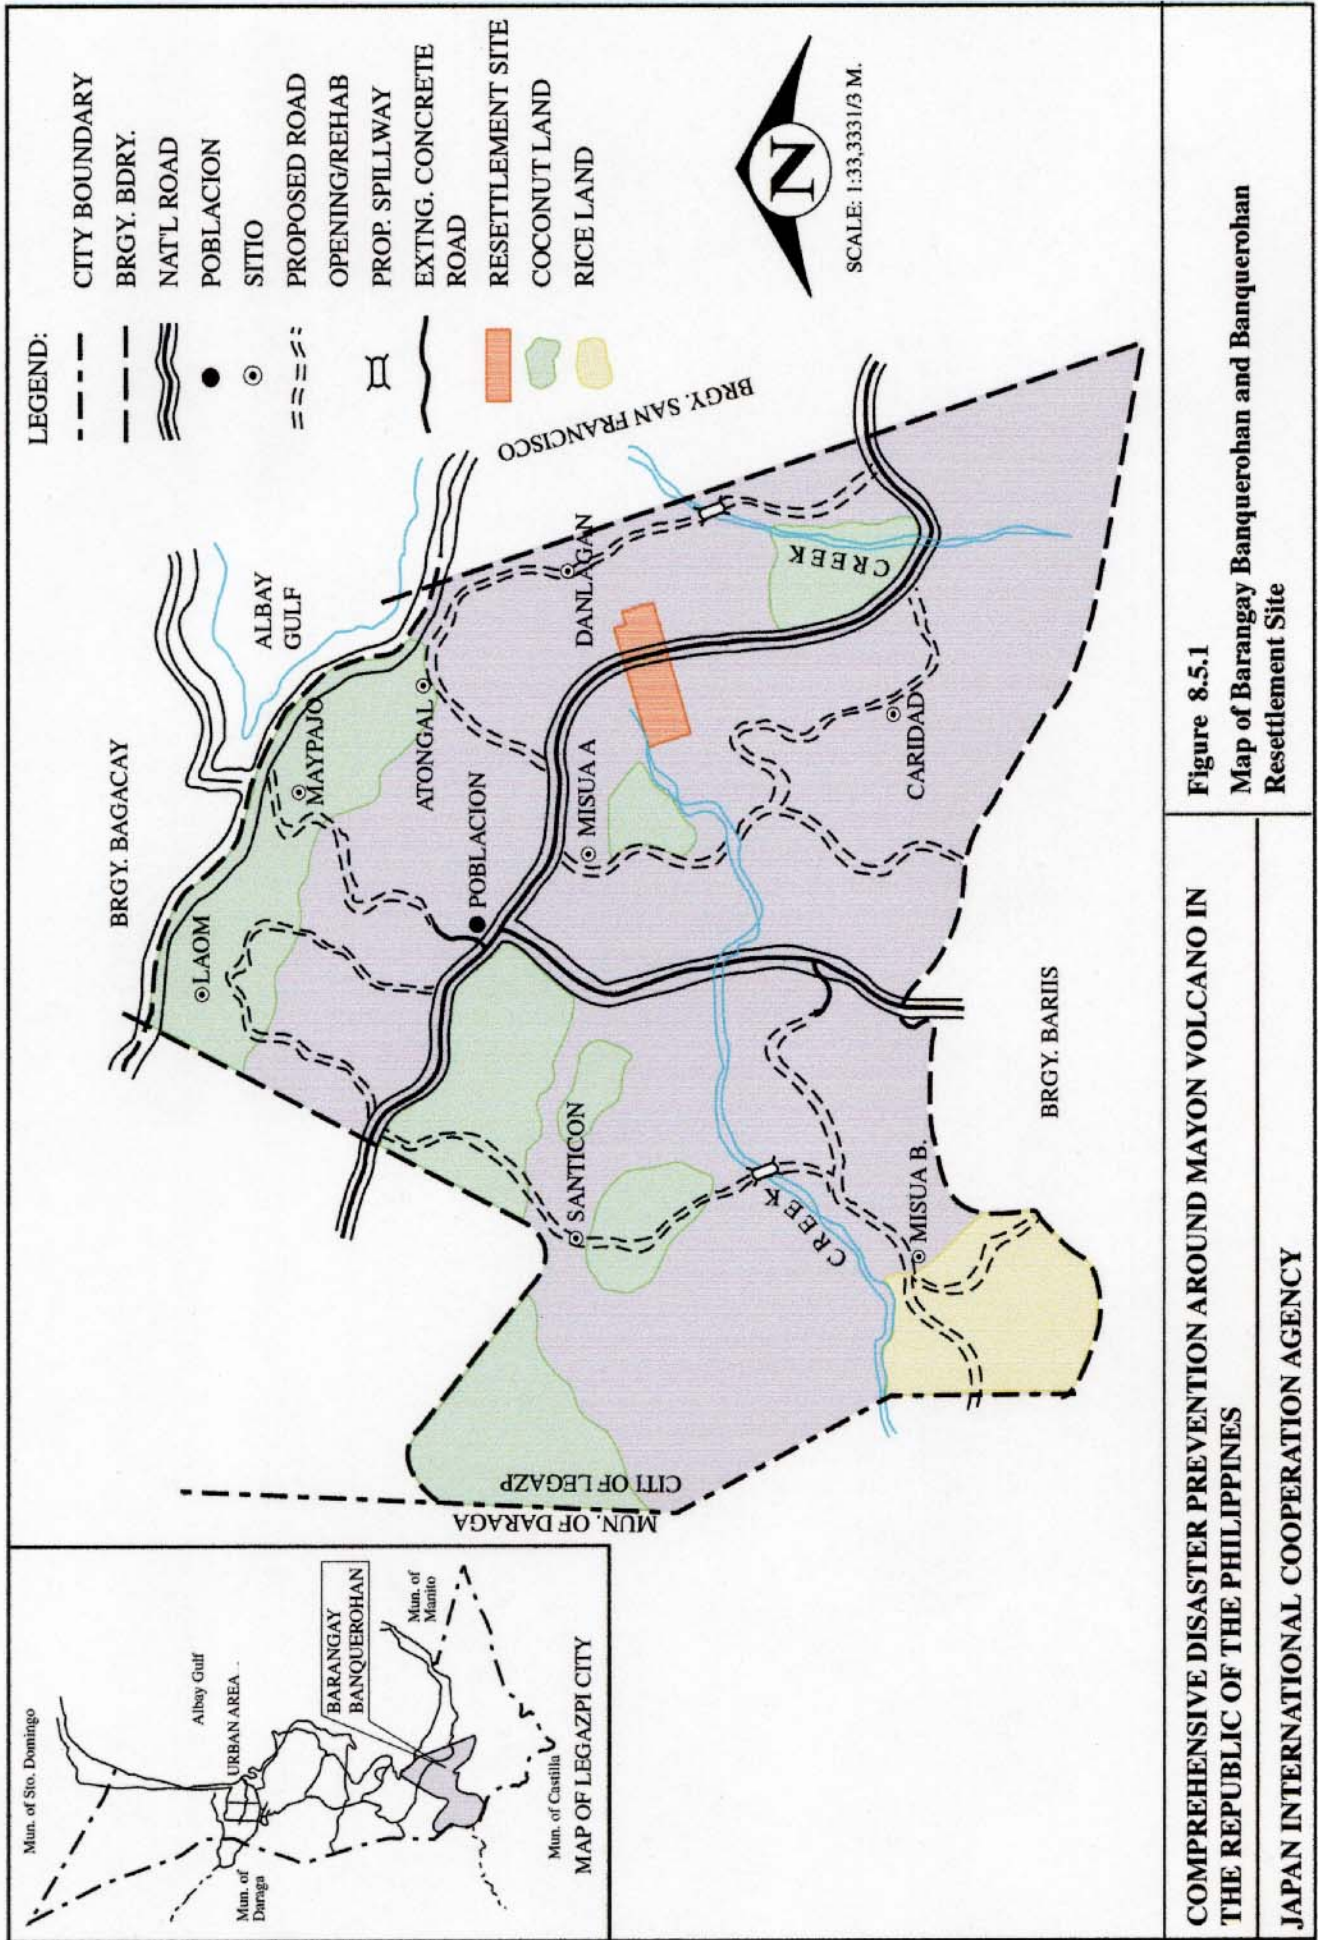 Mun. of Sto. Domingo
Albay Gulf
URBAN AREA
Mun. of
Daraga
BARANGAY
BANQUEROHAN
Mun. of
Manito
Mun. of Castilla
MAP OF LEGAZPI CITY
LEGEND:
CITY BOUNDARY
BRGY. BDRY.
NAT'L ROAD
POBLACION
SITIO
PROPOSED ROAD
OPENING/REHAB
PROP. SPILLWAY
EXTNG. CONCRETE
ROAD
RESETTLEMENT SITE
COCONUT LAND
RICE LAND
N
SCALE: 1:33,3331/3 M.
BRGY. BAGACAY
ALBAY
GULF
BRGY. SAN FRANCISCO
LAOM
MAYPAJO
ATONGAL
POBLACION
DANLAGAN
MISUA A
SANTICON
CREEK
CARIDAD
CREEK
MISUA B.
BRGY. BARIIS
MUN. OF DARAGA
CITI OF LEGAZP
COMPREHENSIVE DISASTER PREVENTION AROUND MAYON VOLCANO IN
THE REPUBLIC OF THE PHILIPPINES
JAPAN INTERNATIONAL COOPERATION AGENCY
Figure 8.5.1
Map of Barangay Banquerohan and Banquerohan
Resettlement Site